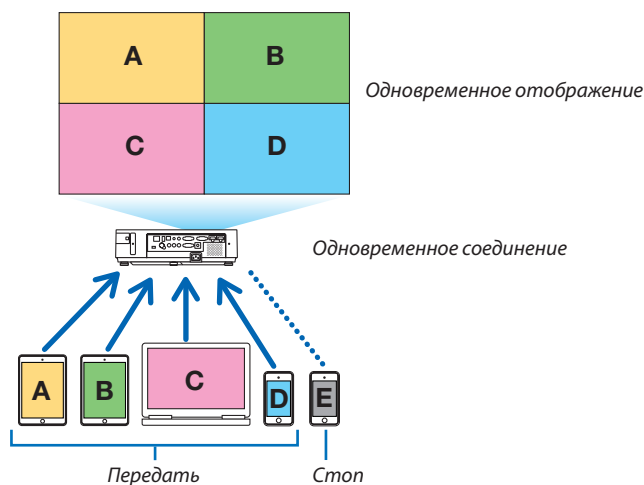 A B
Одновременное отображение
C D
Одновременное соединение
A B C D E
Передать Стоп